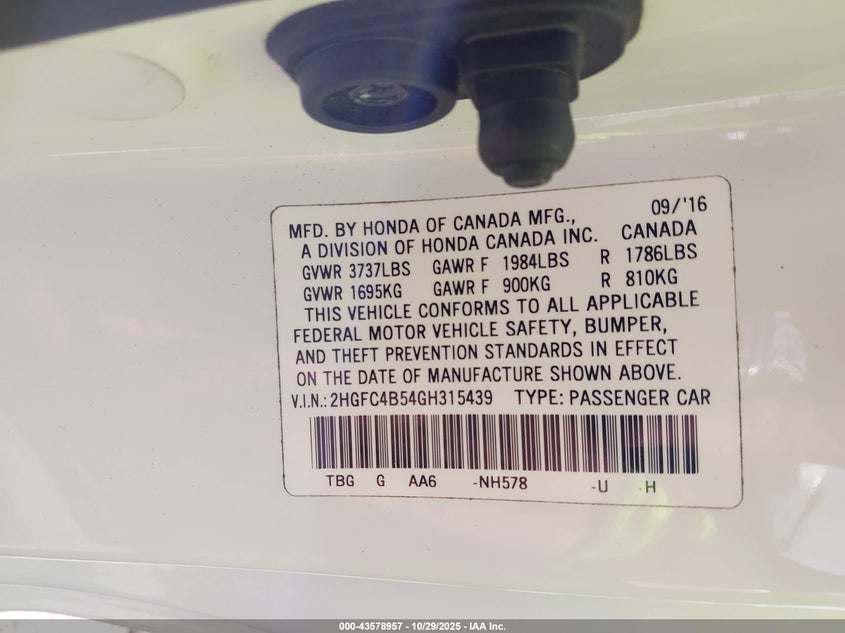 MFD. BY HONDA OF CANADA MFG., 09/'16
A DIVISION OF HONDA CANADA INC. CANADA
GVWR 3737LBS GAWR F 1984LBS R 1786LBS
GVWR 1695KG GAWR F 900KG R 810KG
THIS VEHICLE CONFORMS TO ALL APPLICABLE
FEDERAL MOTOR VEHICLE SAFETY, BUMPER,
AND THEFT PREVENTION STANDARDS IN EFFECT
ON THE DATE OF MANUFACTURE SHOWN ABOVE.
V.I.N.: 2HGFC4B54GH315439 TYPE: PASSENGER CAR
TBG G AA6 -NH578 -U -H
000-43578957 - 10/29/2025 - IAA Inc.